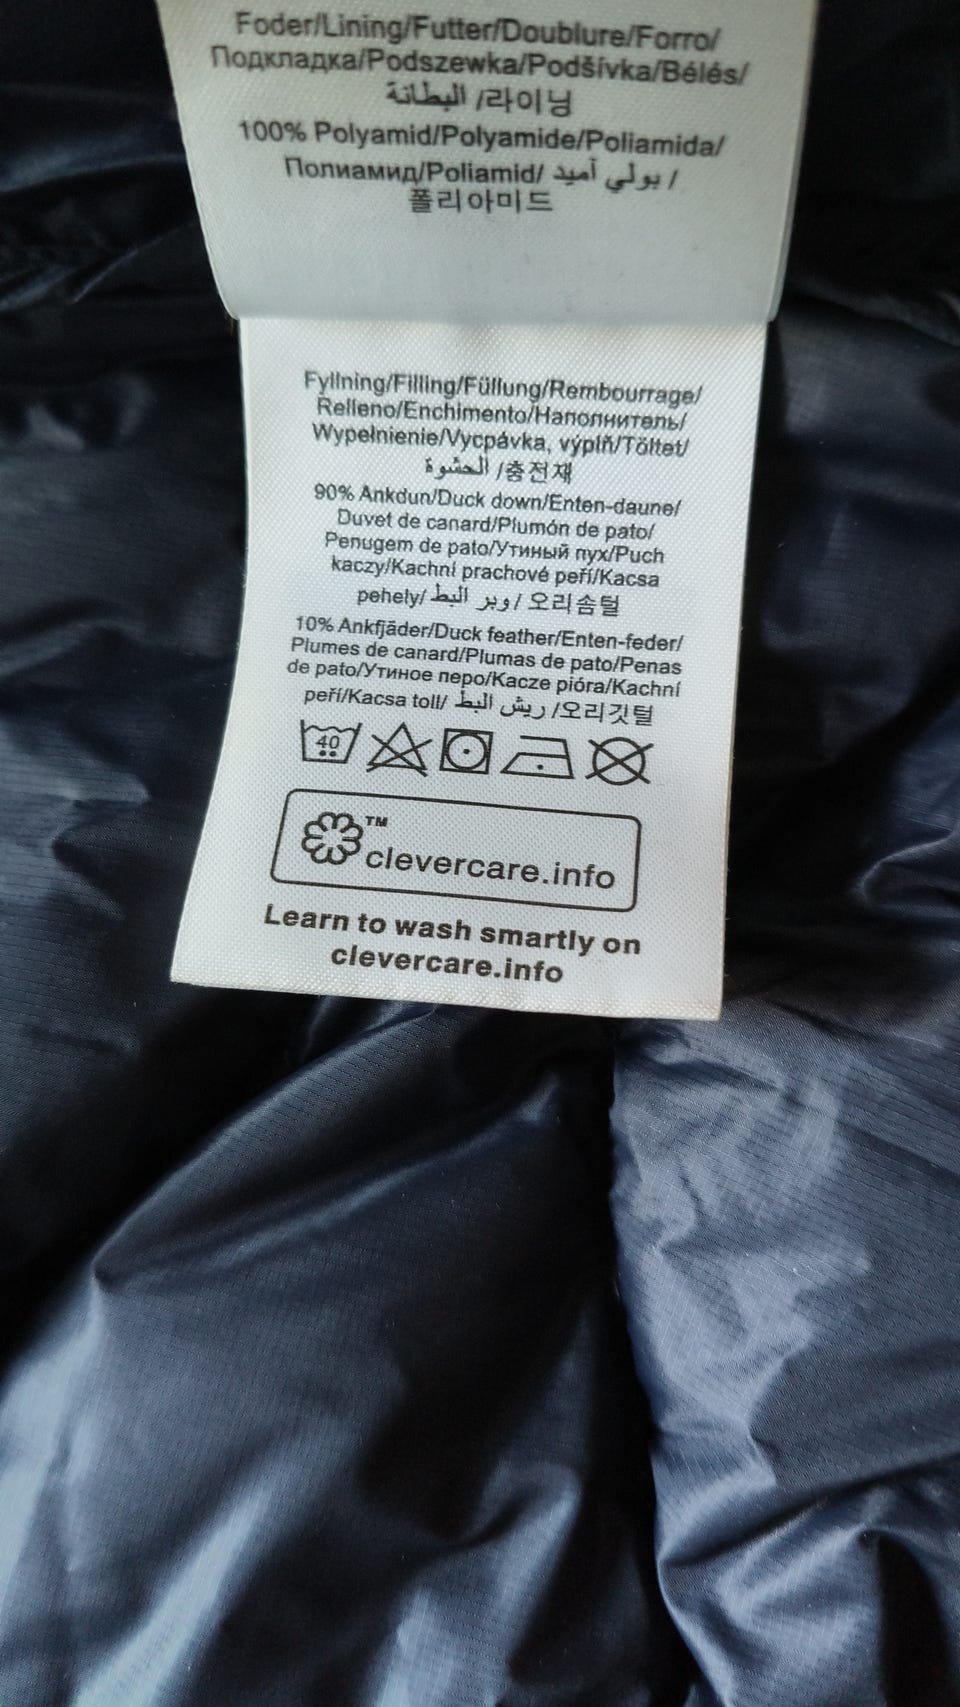 Foder/Lining/Futter/Doublure/Forro/
Подкладка/Podszewka/Podšívka/Bélés/
البطانة /라이닝
100% Polyamid/Polyamide/Poliamida/
Полиамид/Poliamid/ بولي أميد /
폴리아미드
Fyllning/Filling/Füllung/Rembourrage/
Relleno/Enchimento/Наполнитель/
Wypełnienie/Vycpávka, výplň/Töltet/
الحشوة /충전재
90% Ankdun/Duck down/Enten-daune/
Duvet de canard/Plumón de pato/
Penugem de pato/Утиный пух/Puch
kaczy/Kachní prachové peří/Kacsa
pehely/ وبر البط / 오리솜털
10% Ankfjäder/Duck feather/Enten-feder/
Plumes de canard/Plumas de pato/Penas
de pato/Утиное перо/Kacze pióra/Kachní
peří/Kacsa toll/ ريش البط /오리깃털
40
™
clevercare.info
Learn to wash smartly on
clevercare.info